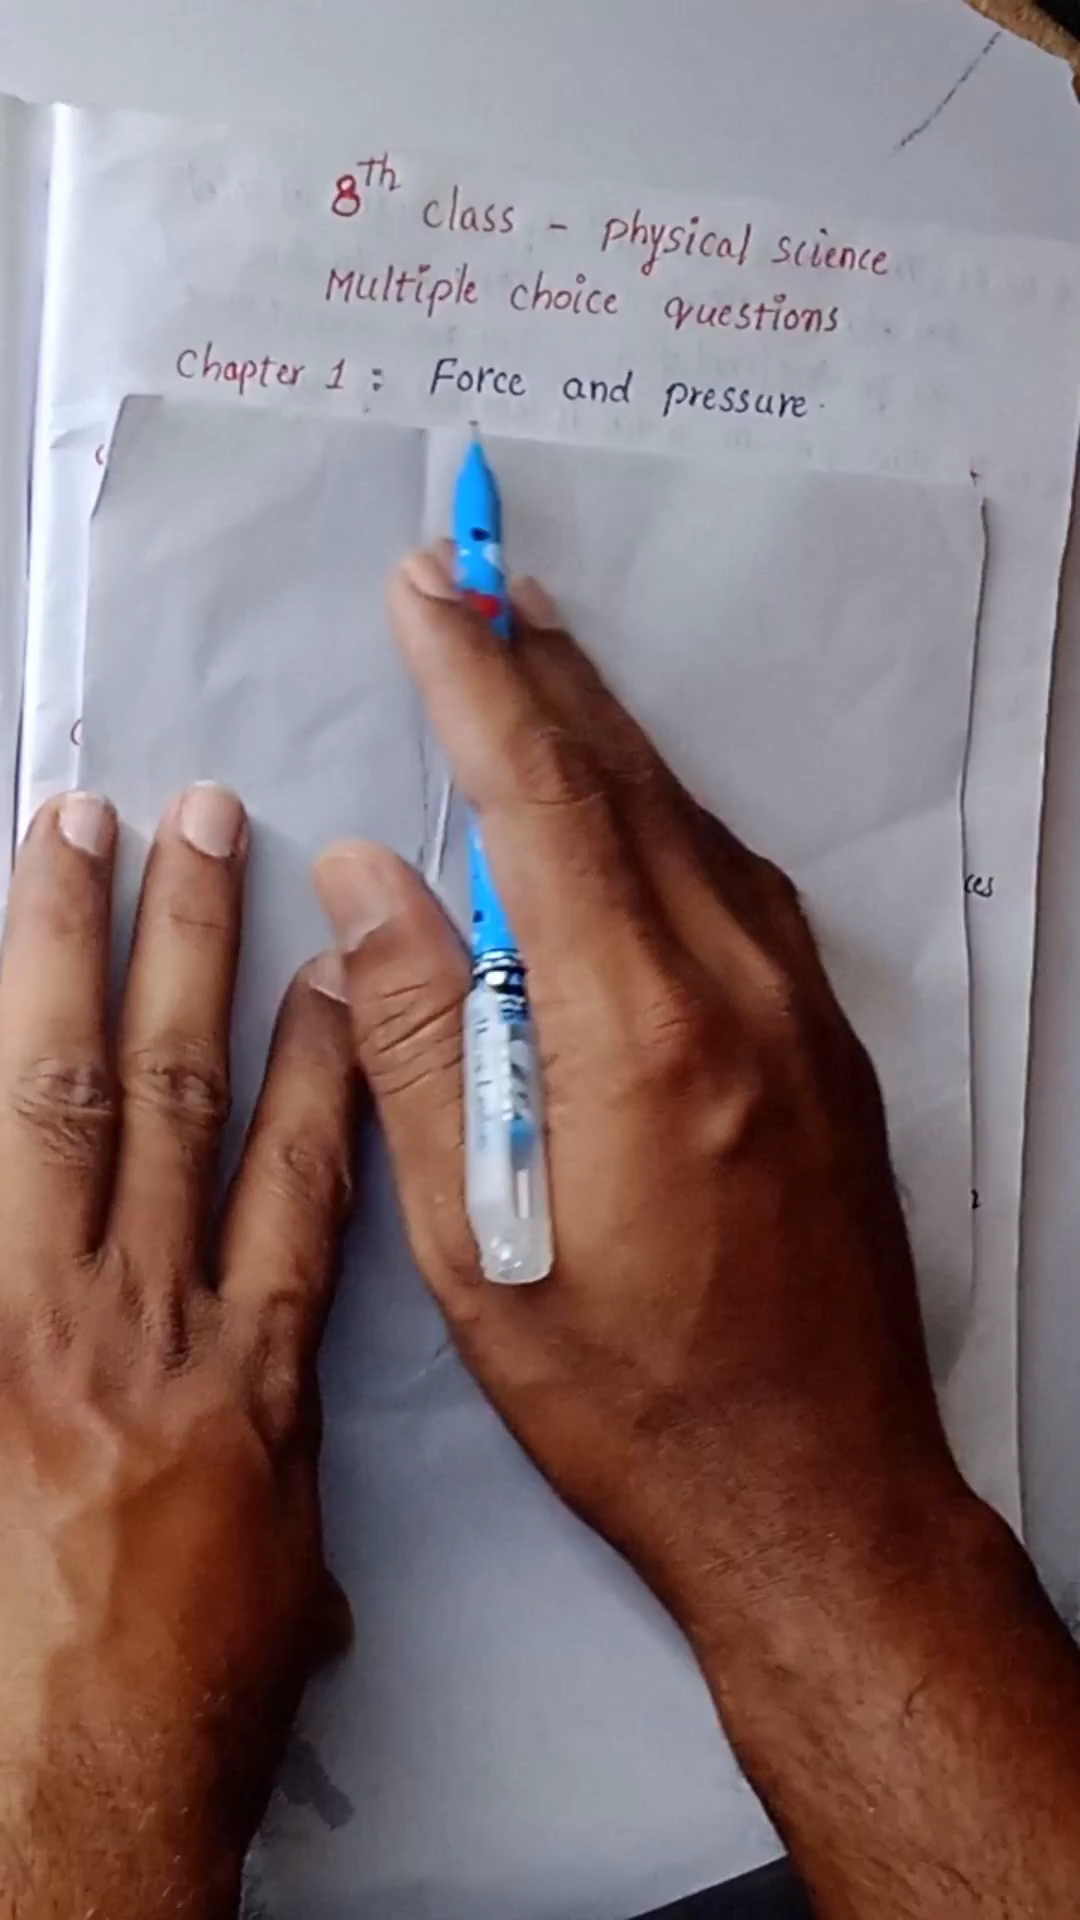 8Th class - physical science
Multiple choice questions
Chapter 1 : Force and pressure.